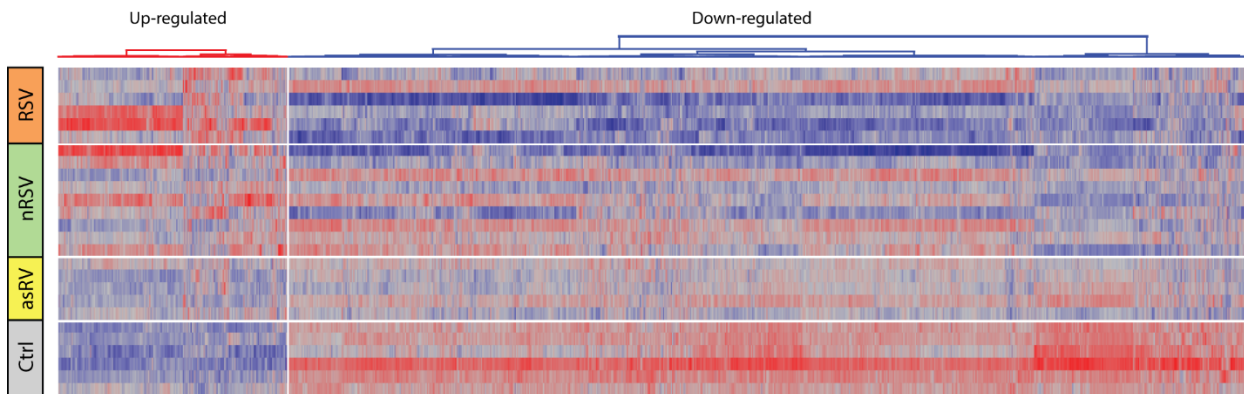 Up-regulated
Down-regulated
RSV
nRSV
asRV
Ctrl